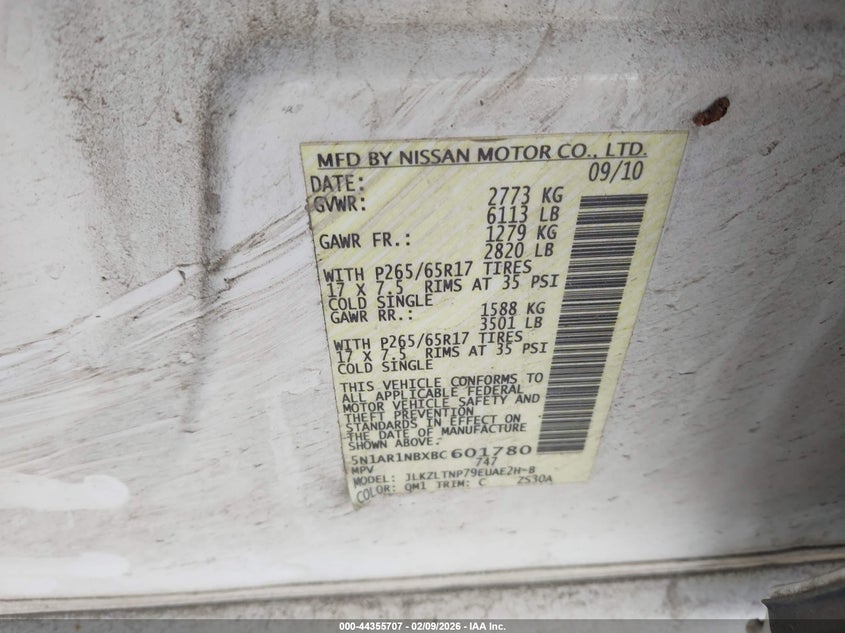 MFD BY NISSAN MOTOR CO., LTD.
DATE: 09/10
GVWR: 2773 KG
6113 LB
GAWR FR.: 1279 KG
2820 LB
WITH P265/65R17 TIRES
17 X 7.5 RIMS AT 35 PSI
COLD SINGLE
GAWR RR.: 1588 KG
3501 LB
WITH P265/65R17 TIRES
17 X 7.5 RIMS AT 35 PSI
COLD SINGLE
THIS VEHICLE CONFORMS TO
ALL APPLICABLE FEDERAL
MOTOR VEHICLE SAFETY AND
THEFT PREVENTION
STANDARDS IN EFFECT ON
THE DATE OF MANUFACTURE
SHOWN ABOVE.
5N1AR1NBXBC601780
MPV 747
MODEL: JLKZLTNP79EUAE2H-B
COLOR: QM1 TRIM: C ZS30A
000-44355707 - 02/09/2026 - IAA Inc.